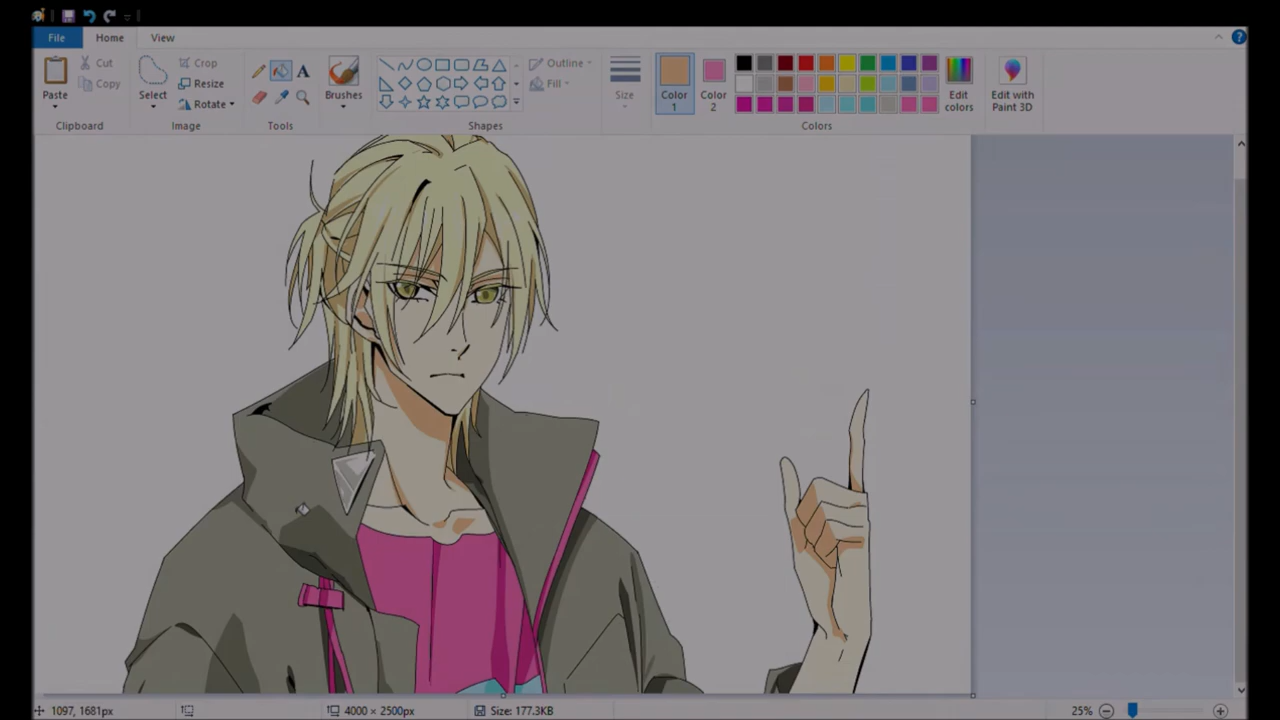 File Home View
Paste
Cut
Copy
Clipboard
Select
Crop
Resize
Rotate
Image
A
Tools
Brushes
Shapes
Outline
Fill
Size
Color
1
Color
2
Edit
colors
Colors
Edit with
Paint 3D
?
1097, 1681px 4000 × 2500px Size: 177.3KB 25%